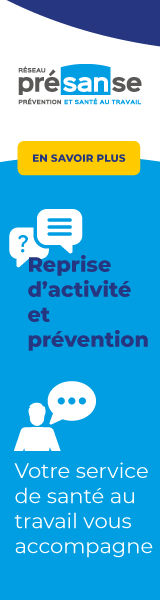 RÉSEAU
présanse
PRÉVENTION ET SANTÉ AU TRAVAIL
EN SAVOIR PLUS
?
Reprise
d’activité
et
prévention
Votre service
de santé au
travail vous
accompagne